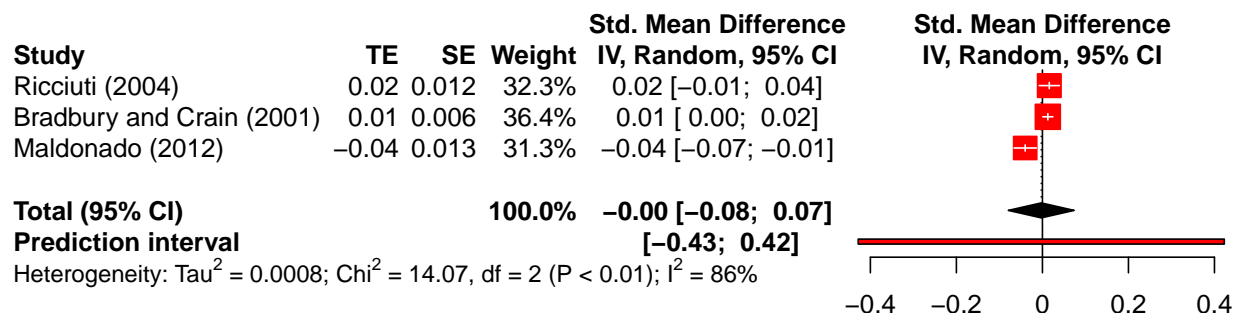 Std. Mean Difference Std. Mean Difference
Study TE SE Weight IV, Random, 95% CI IV, Random, 95% CI
Ricciuti (2004) 0.02 0.012 32.3% 0.02 [−0.01; 0.04]
Bradbury and Crain (2001) 0.01 0.006 36.4% 0.01 [ 0.00; 0.02]
Maldonado (2012) −0.04 0.013 31.3% −0.04 [−0.07; −0.01]
Total (95% CI) 100.0% −0.00 [−0.08; 0.07]
Prediction interval [−0.43; 0.42]
Heterogeneity: Tau² = 0.0008; Chi² = 14.07, df = 2 (P < 0.01); I² = 86%
−0.4 −0.2 0 0.2 0.4